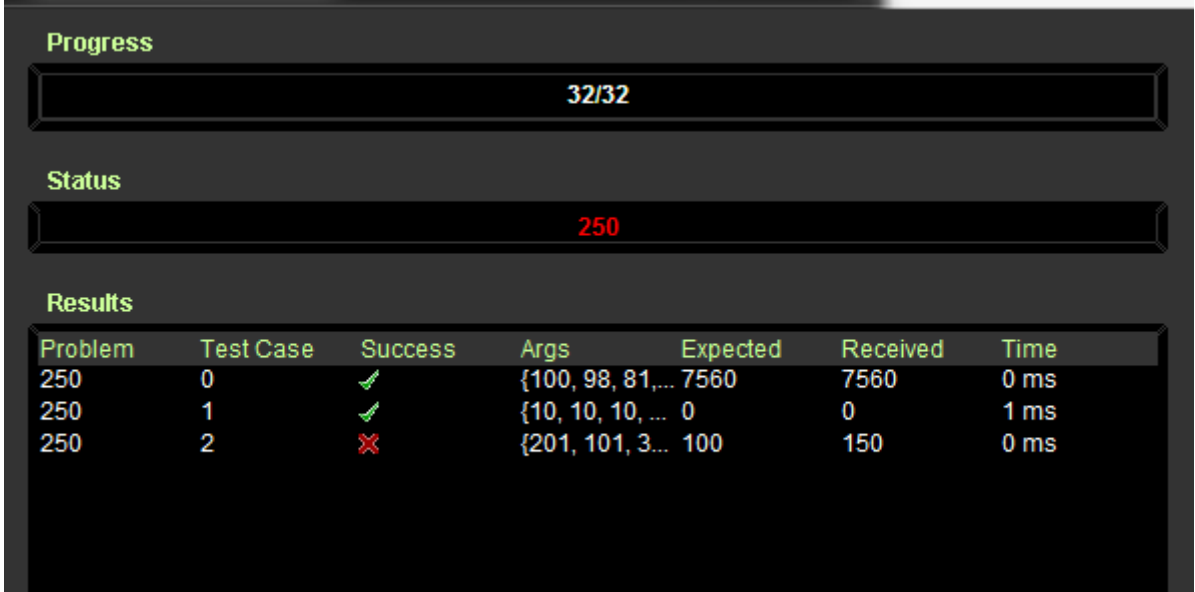 Progress
32/32
Status
250
Results
Problem Test Case Success Args Expected Received Time
250 0 {100, 98, 81,... 7560 7560 0 ms
250 1 {10, 10, 10, ... 0 0 1 ms
250 2 {201, 101, 3... 100 150 0 ms